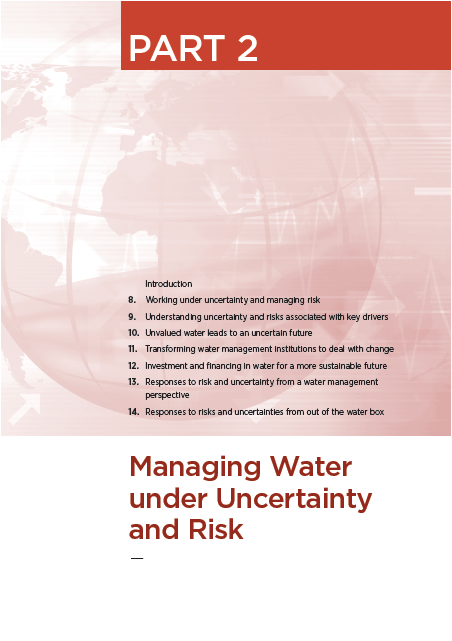 PART 2
Introduction
8. Working under uncertainty and managing risk
9. Understanding uncertainty and risks associated with key drivers
10. Unvalued water leads to an uncertain future
11. Transforming water management institutions to deal with change
12. Investment and financing in water for a more sustainable future
13. Responses to risk and uncertainty from a water management
perspective
14. Responses to risks and uncertainties from out of the water box
Managing Water
under Uncertainty
and Risk
—